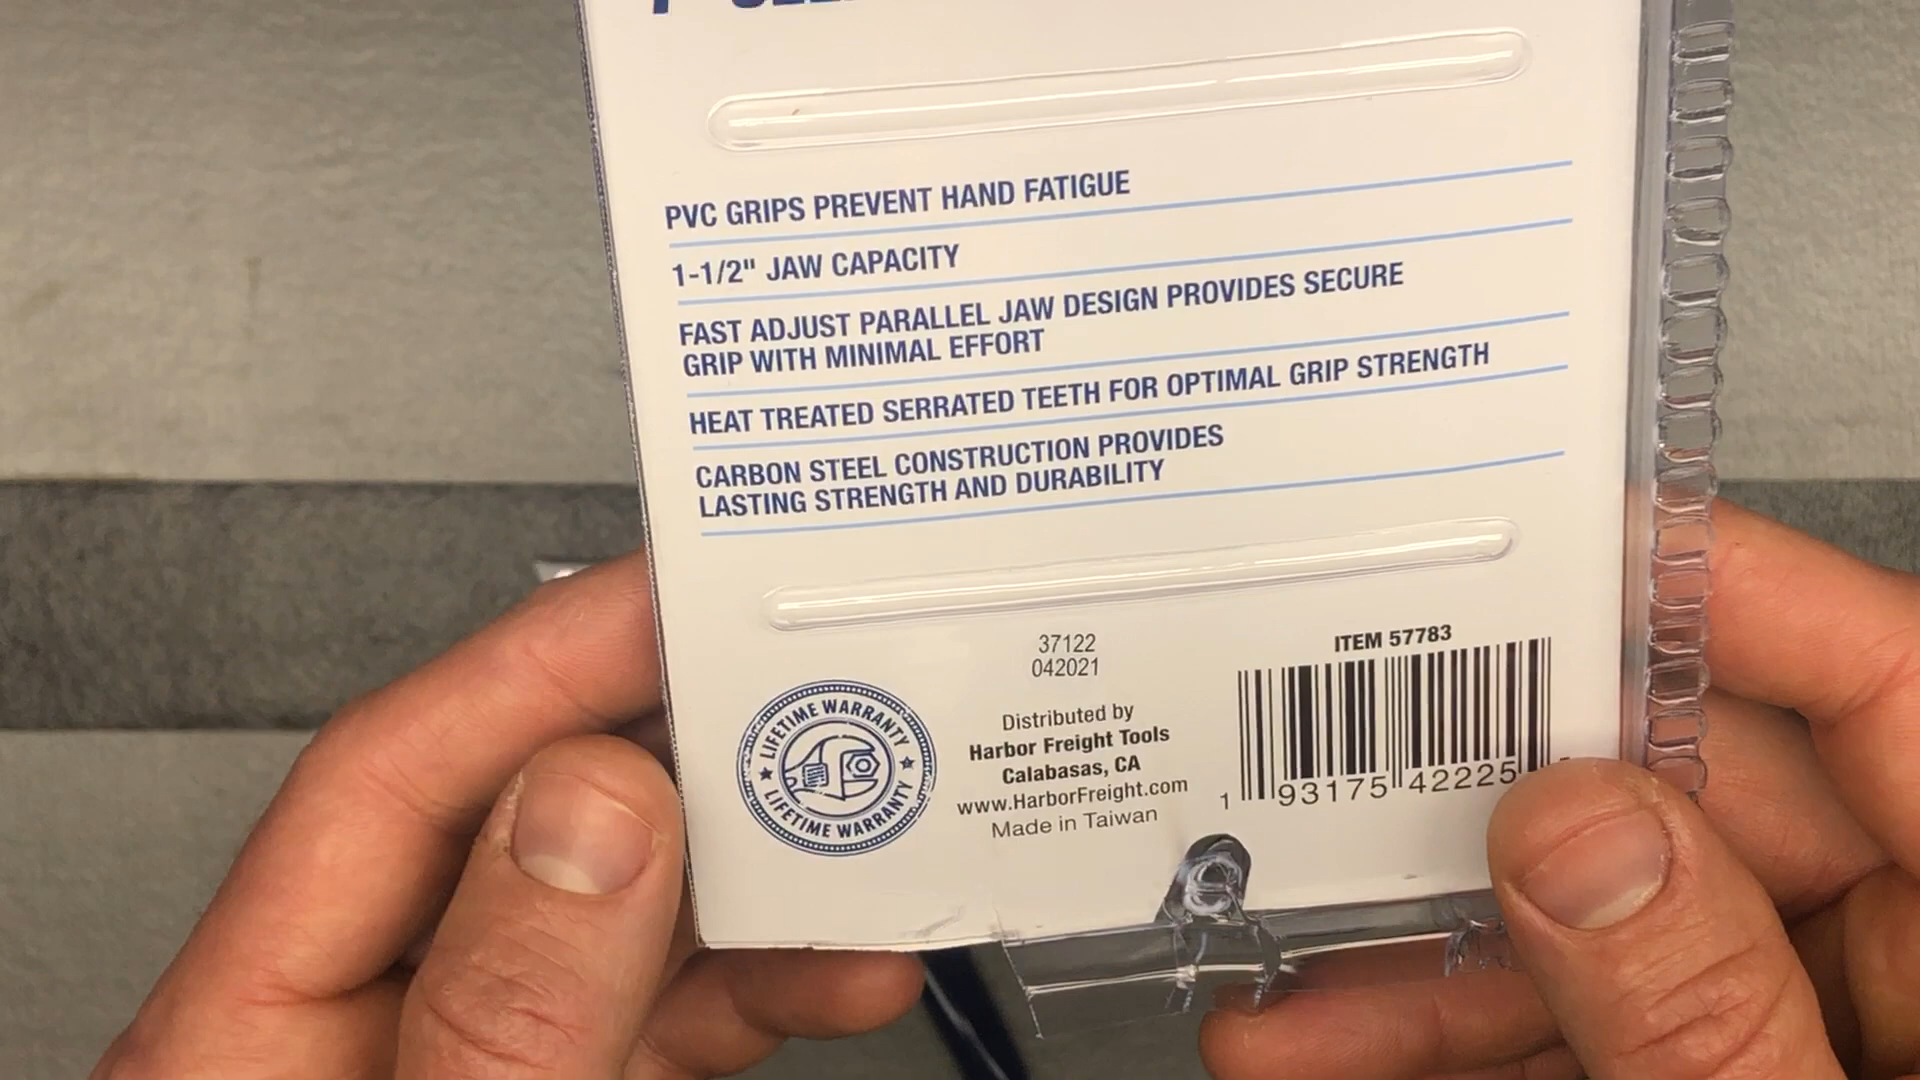 PVC GRIPS PREVENT HAND FATIGUE
1-1/2" JAW CAPACITY
FAST ADJUST PARALLEL JAW DESIGN PROVIDES SECURE
GRIP WITH MINIMAL EFFORT
HEAT TREATED SERRATED TEETH FOR OPTIMAL GRIP STRENGTH
CARBON STEEL CONSTRUCTION PROVIDES
LASTING STRENGTH AND DURABILITY
37122
042021
LIFETIME WARRANTY
LIFETIME WARRANTY
Distributed by
Harbor Freight Tools
Calabasas, CA
www.HarborFreight.com
Made in Taiwan
ITEM 57783
1 93175 42225